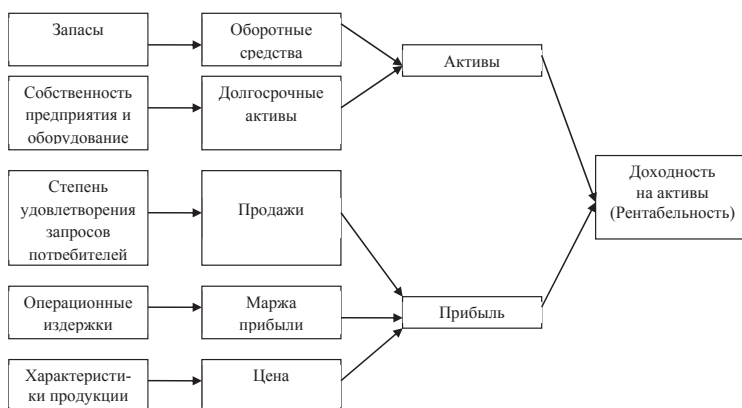 Запасы
Оборотные
средства
Активы
Собственность
предприятия и
оборудование
Долгосрочные
активы
Степень
удовлетворения
запросов
потребителей
Продажи
Доходность
на активы
(Рентабельность)
Операционные
издержки
Маржа
прибыли
Прибыль
Характеристи-
ки продукции
Цена